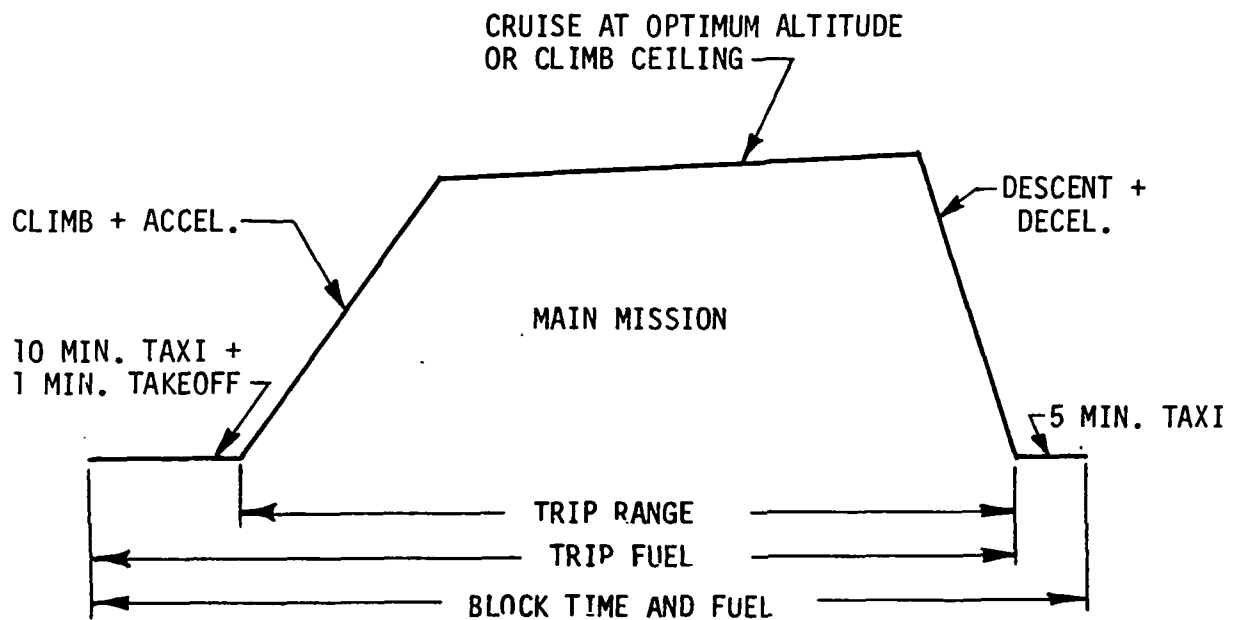 CRUISE AT OPTIMUM ALTITUDE
OR CLIMB CEILING
CLIMB + ACCEL.
DESCENT +
DECEL.
MAIN MISSION
10 MIN. TAXI +
1 MIN. TAKEOFF
5 MIN. TAXI
TRIP RANGE
TRIP FUEL
BLOCK TIME AND FUEL